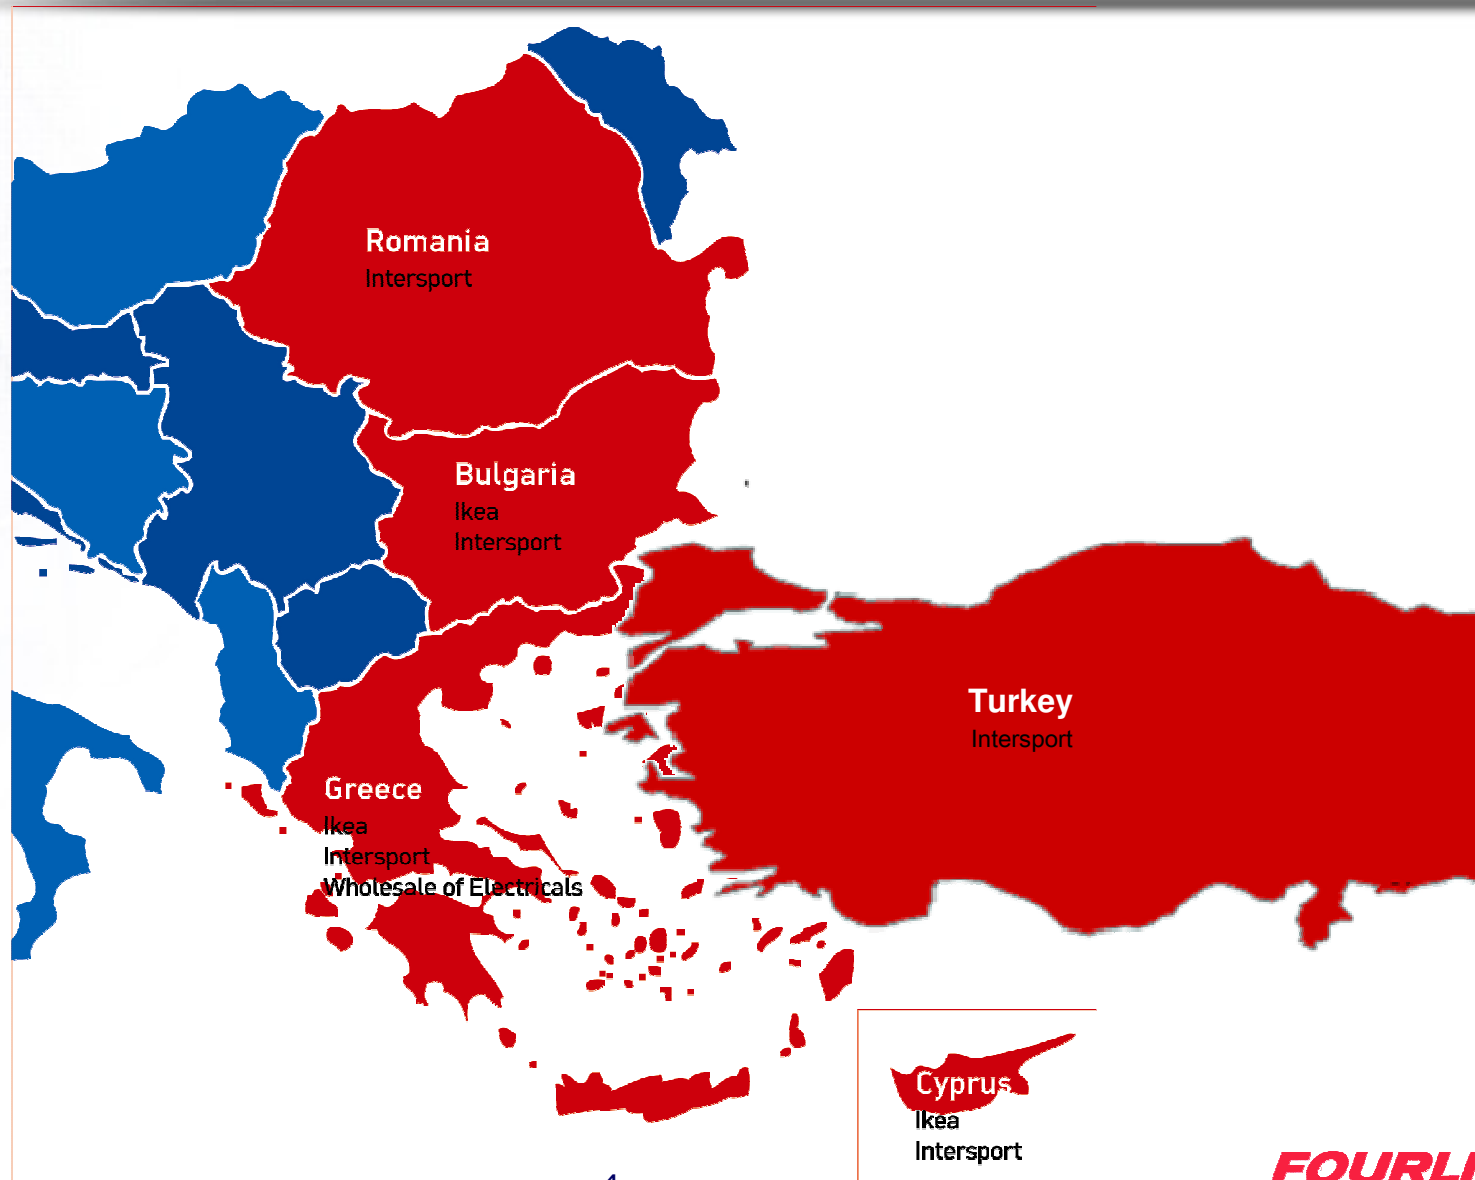 Romania
Intersport
Bulgaria
Ikea
Intersport
Turkey
Intersport
Greece
Ikea
Intersport
Wholesale of Electricals
Cyprus
Ikea
Intersport